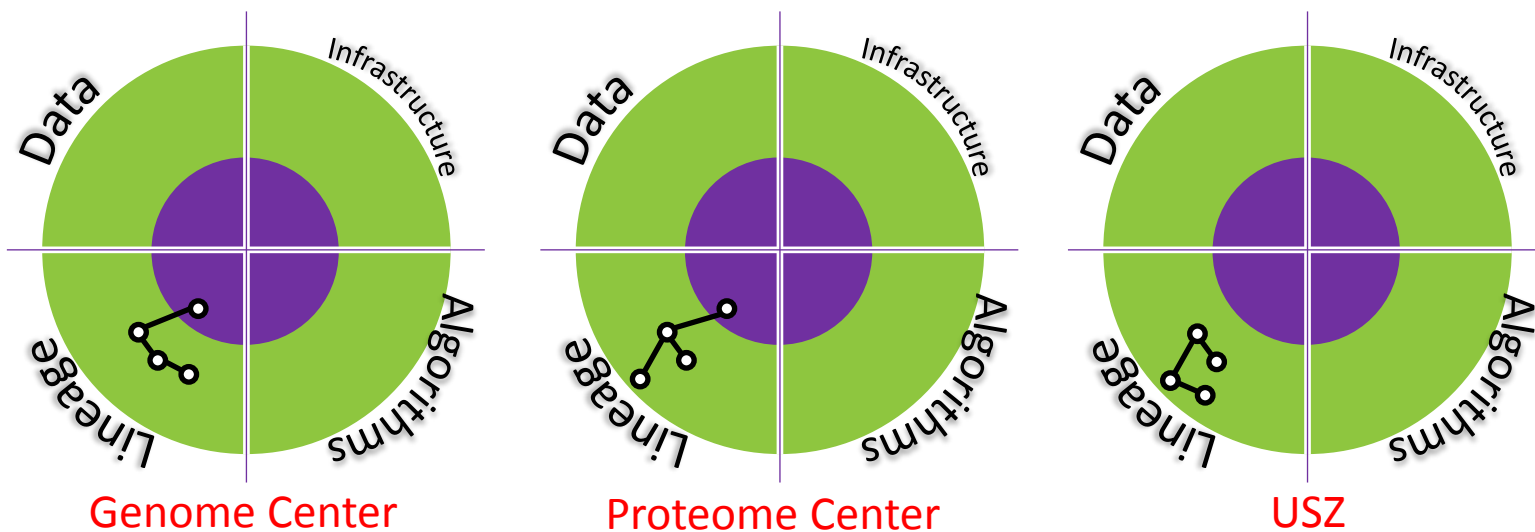 Data
Infrastructure
Lineage
Algorithms
Genome Center
Data
Infrastructure
Lineage
Algorithms
Proteome Center
Data
Infrastructure
Lineage
Algorithms
USZ